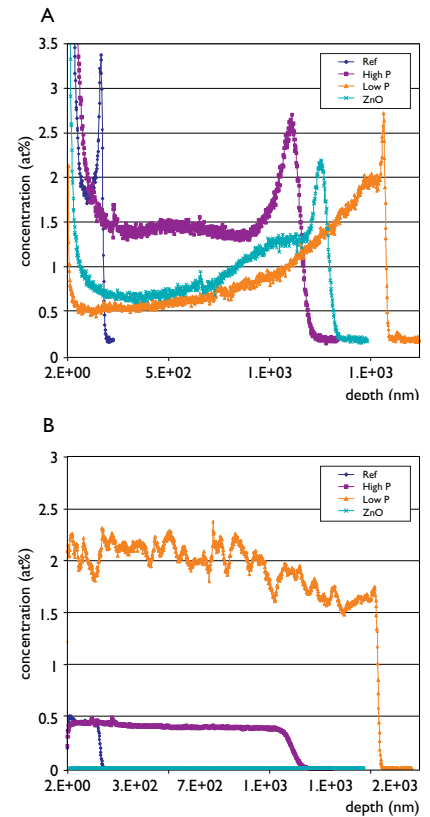 A
3.5
3
2.5
2
1.5
1
0.5
0
concentration (at%)
Ref
High P
Low P
ZnO
2.E+00
5.E+02
1.E+03
1.E+03
depth (nm)
B
3
2.5
2
1.5
1
0.5
0
concentration (at%)
Ref
High P
Low P
ZnO
2.E+00
3.E+02
7.E+02
1.E+03
1.E+03
2.E+03
depth (nm)